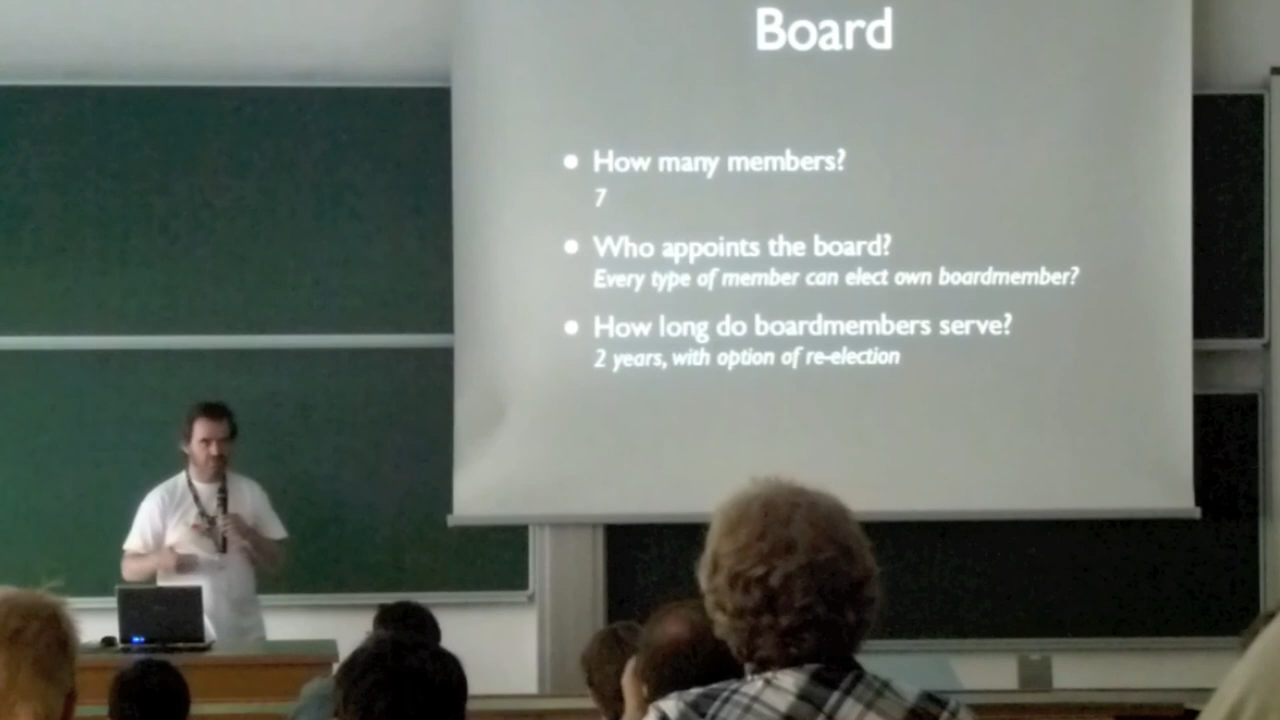 Board
• How many members?
7
• Who appoints the board?
Every type of member can elect own boardmember?
• How long do boardmembers serve?
2 years, with option of re-election